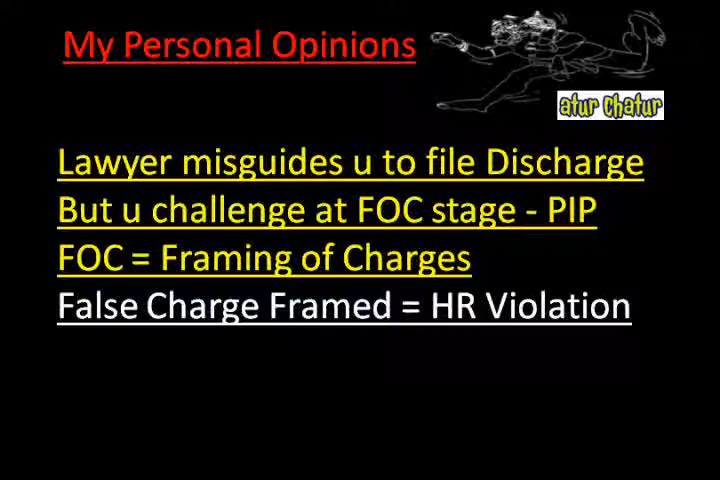 My Personal Opinions
atur chatur
Lawyer misguides u to file Discharge
But u challenge at FOC stage - PIP
FOC = Framing of Charges
False Charge Framed = HR Violation